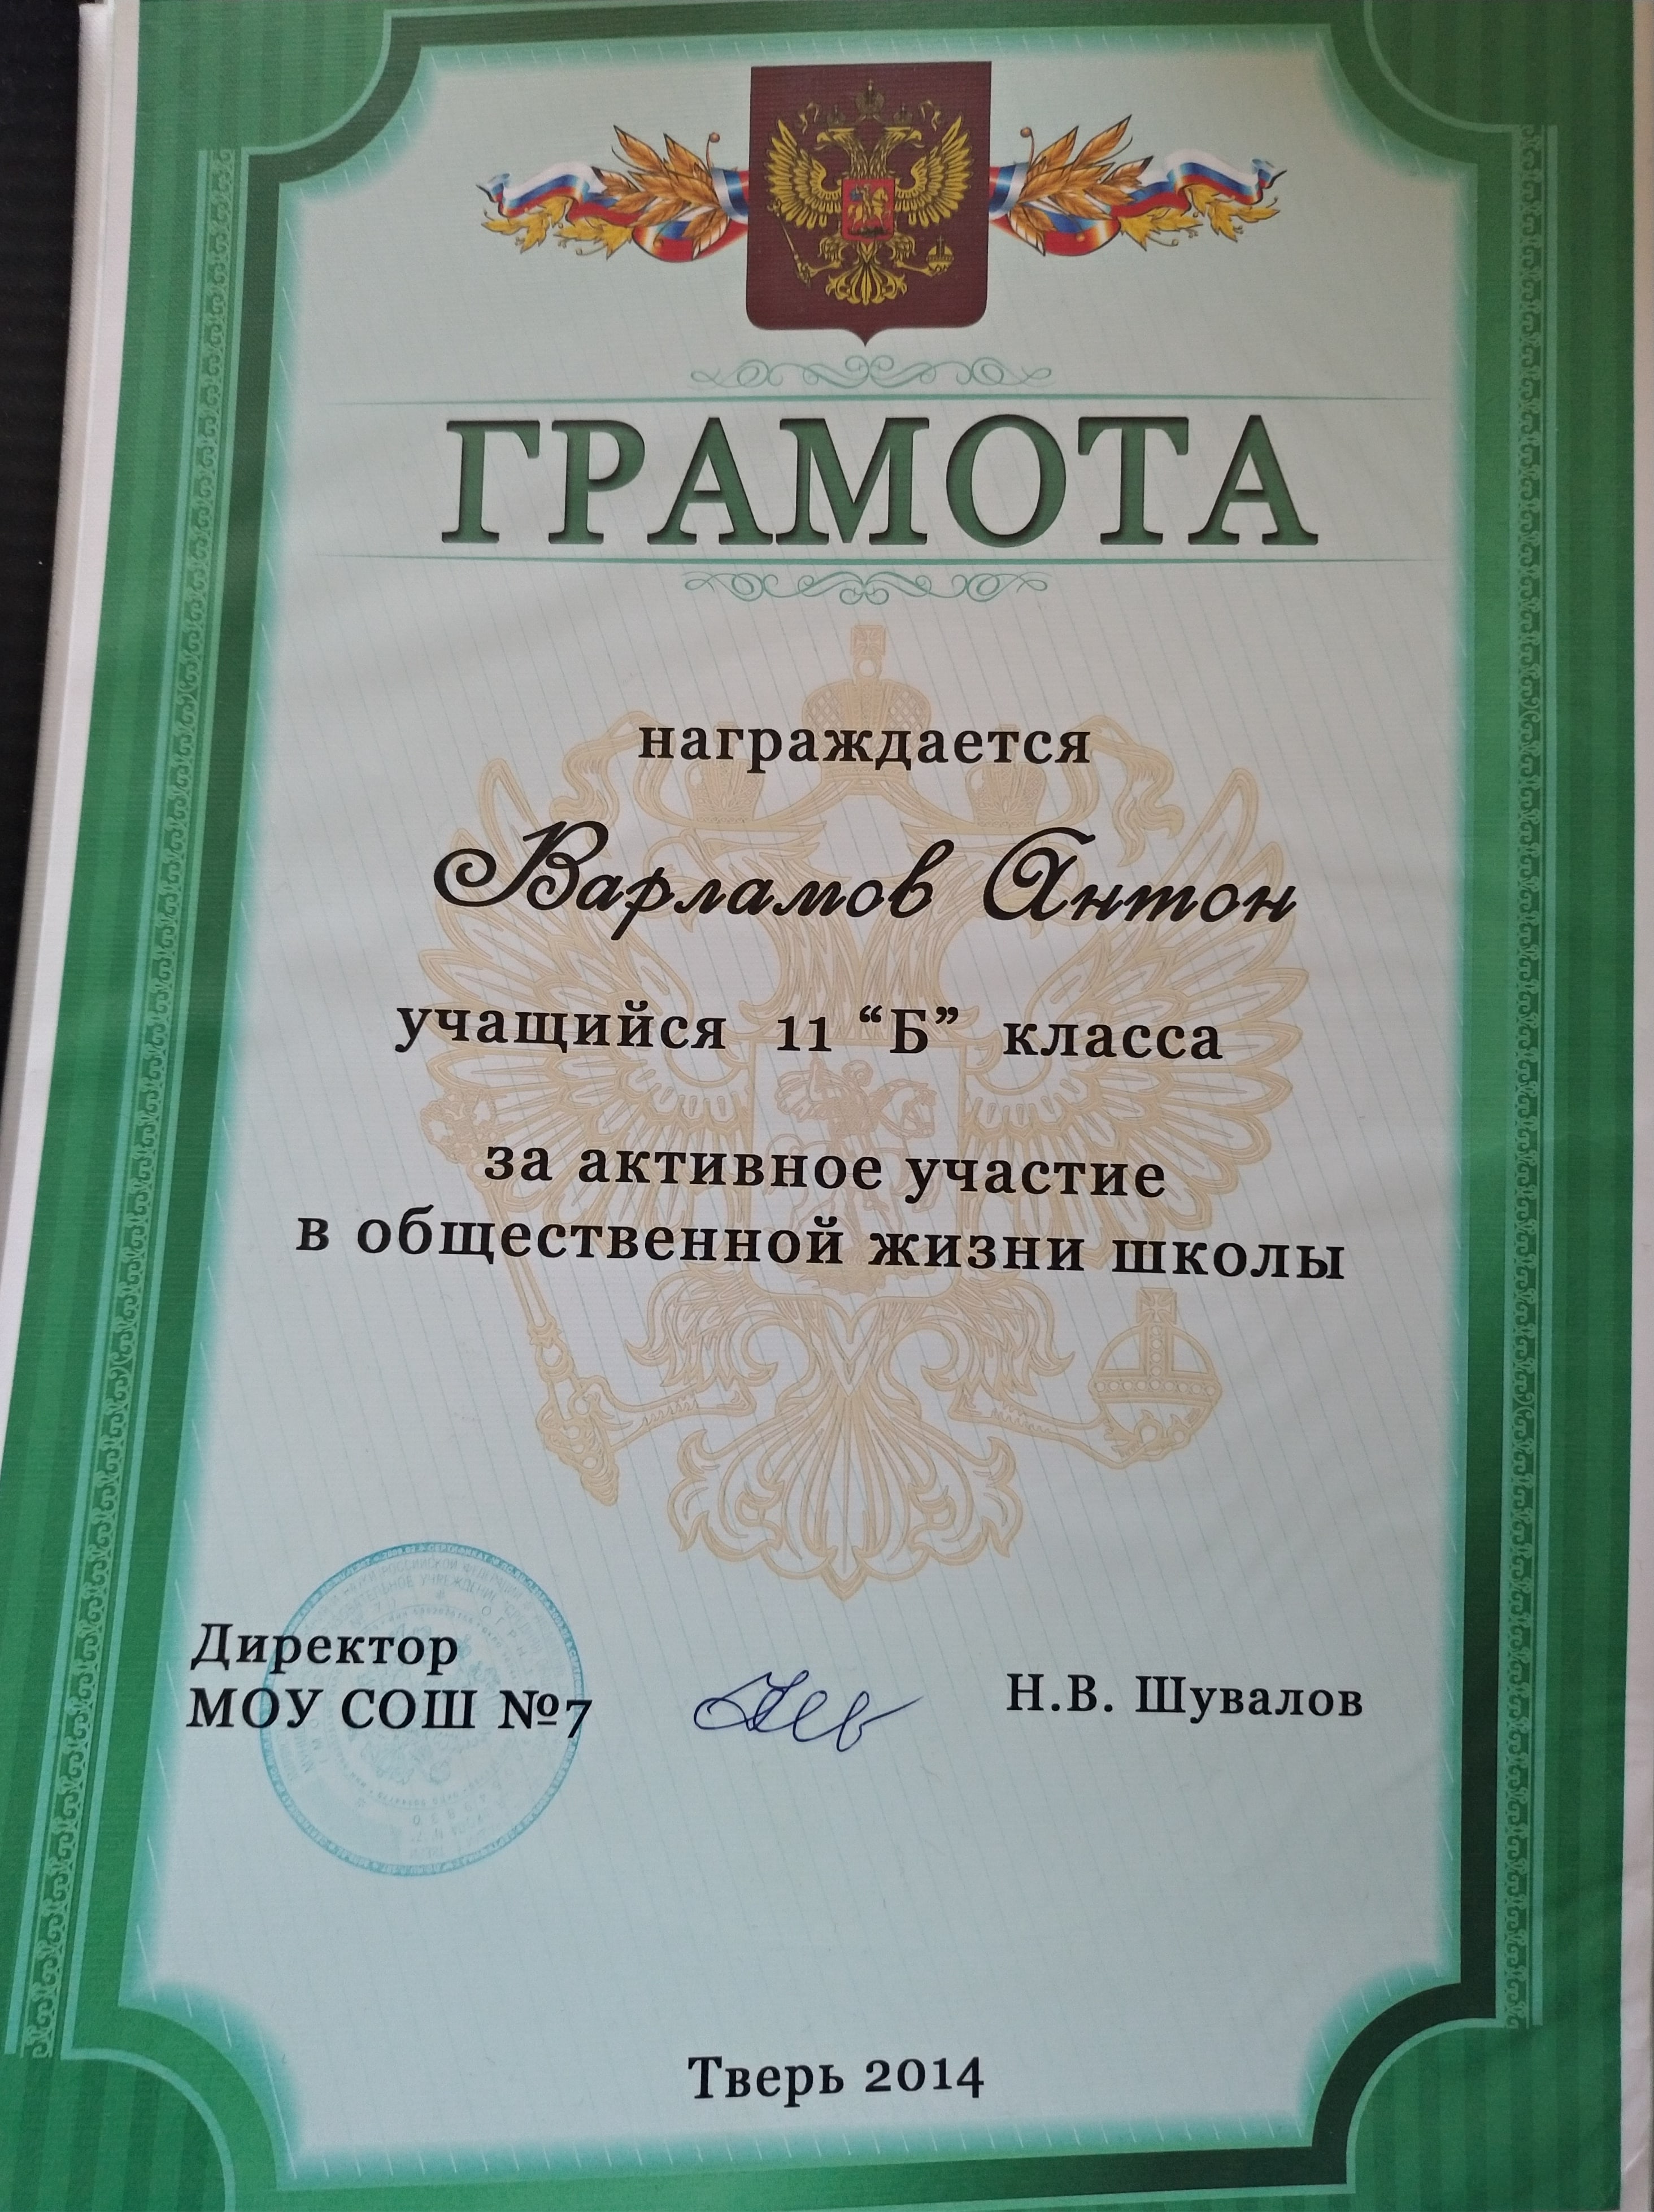 ГРАМОТА
награждается
Варламов Антон
учащийся 11 “Б” класса
за активное участие
в общественной жизни школы
Директор
МОУ СОШ №7
Н.В. Шувалов
Тверь 2014